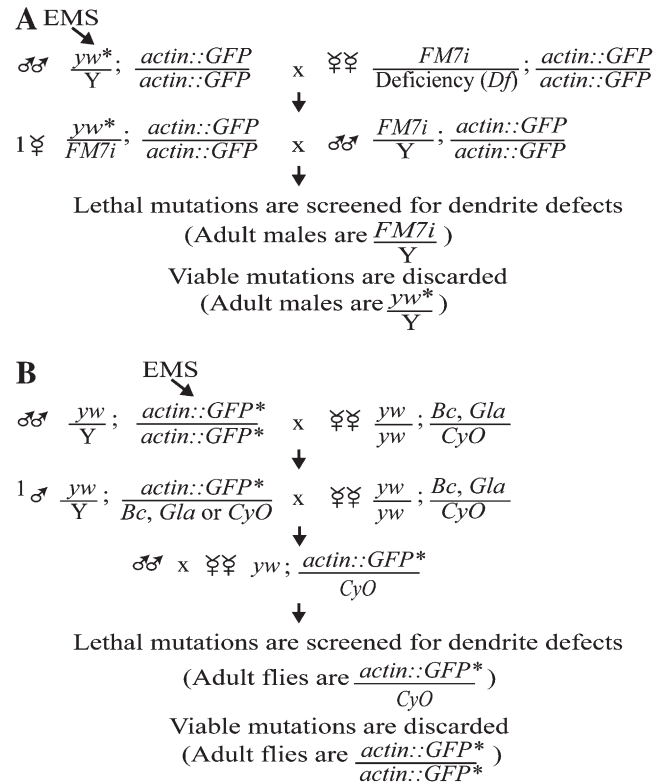 A EMS
♂♂ yw*/Y ; actin::GFP/actin::GFP x ☿☿ FM7i/Deficiency (Df) ; actin::GFP/actin::GFP
1☿ yw*/FM7i ; actin::GFP/actin::GFP x ♂♂ FM7i/Y ; actin::GFP/actin::GFP
Lethal mutations are screened for dendrite defects
(Adult males are FM7i/Y )
Viable mutations are discarded
(Adult males are yw*/Y )
B EMS
♂♂ yw/Y ; actin::GFP*/actin::GFP* x ☿☿ yw/yw ; Bc, Gla/CyO
1♂ yw/Y ; actin::GFP*/Bc, Gla or CyO x ☿☿ yw/yw ; Bc, Gla/CyO
♂♂ x ☿☿ yw ; actin::GFP*/CyO
Lethal mutations are screened for dendrite defects
(Adult flies are actin::GFP*/CyO )
Viable mutations are discarded
(Adult flies are actin::GFP*/actin::GFP* )